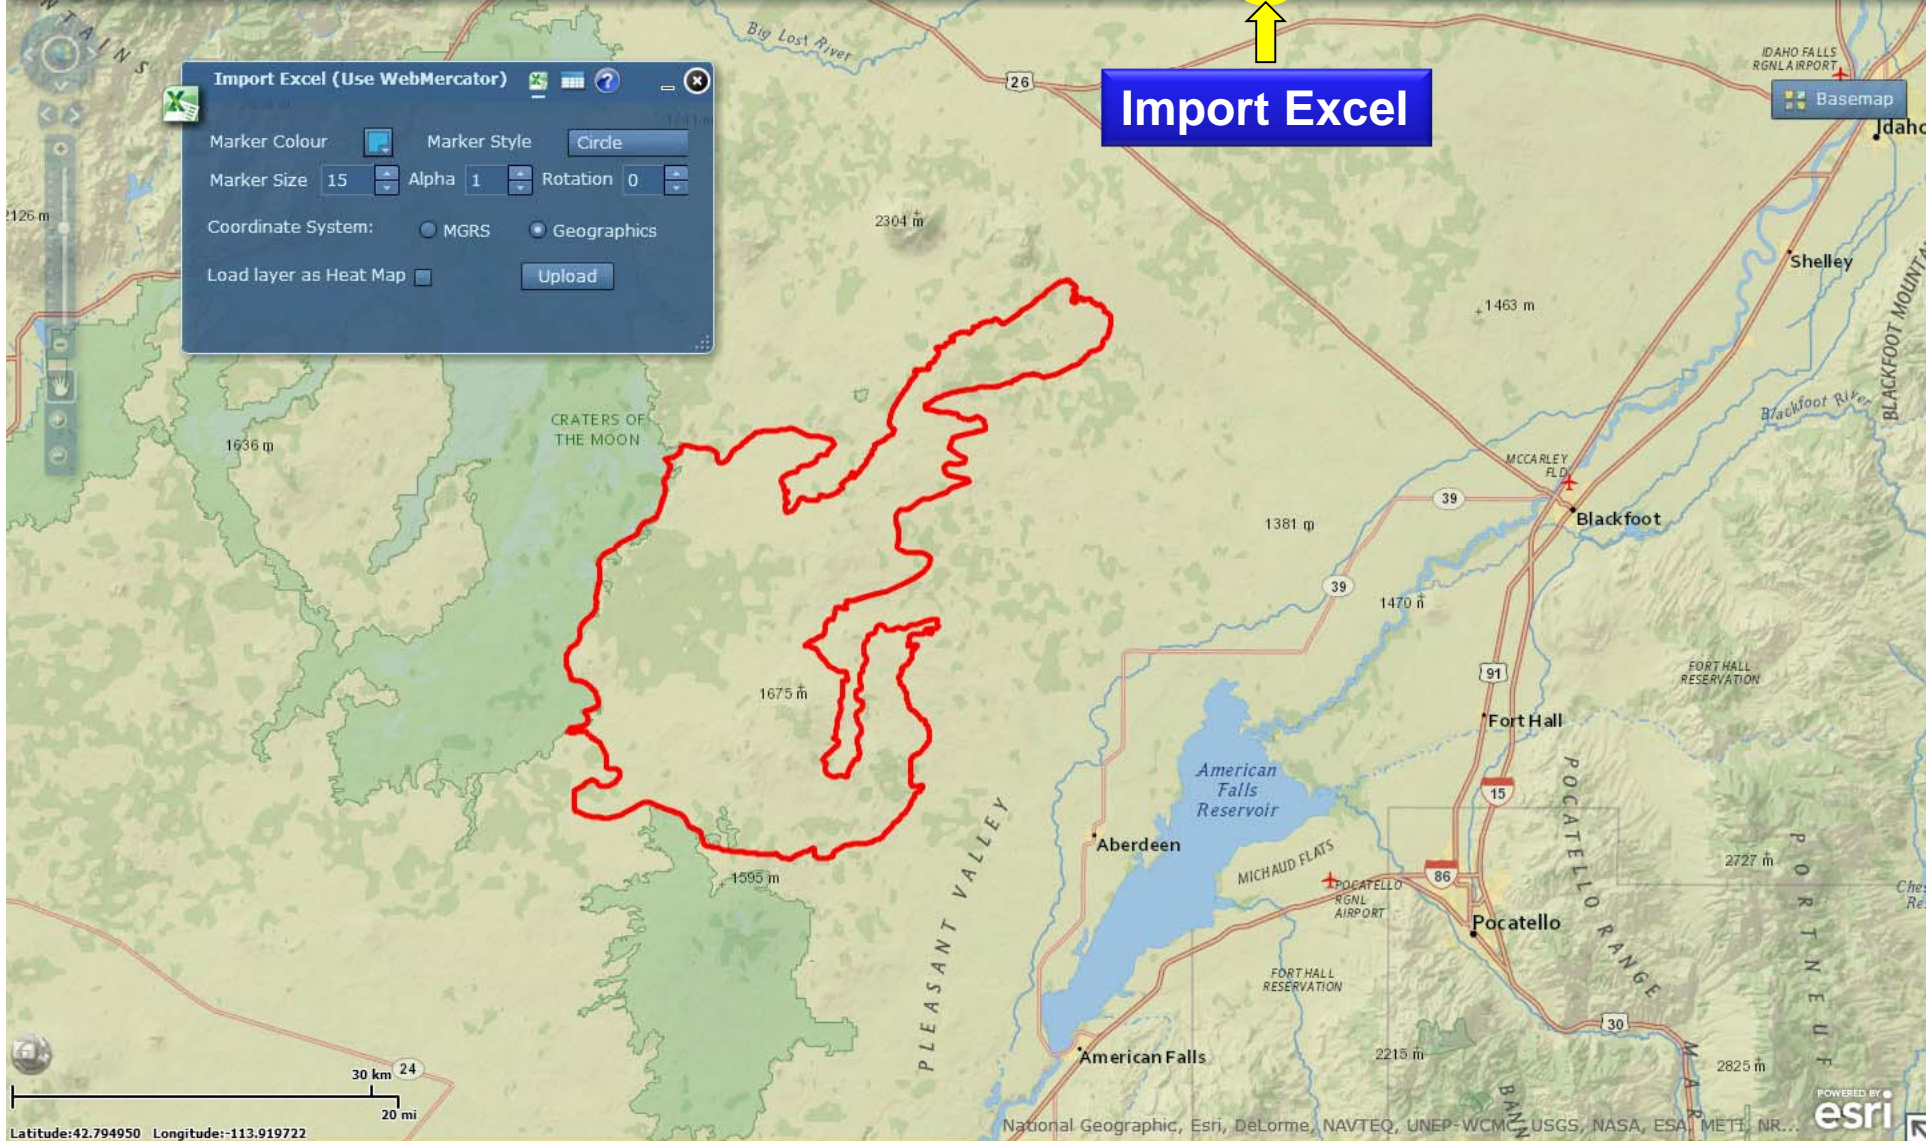 N T A I N S
Big Lost River
IDAHO FALLS
RGNL AIRPORT
26
Import Excel
Basemap
Idaho
Import Excel (Use WebMercator)
?
Marker Colour
Marker Style
Circle
Marker Size
15
Alpha
1
Rotation
0
Coordinate System:
MGRS
Geographics
Load layer as Heat Map
Upload
2126 m
2304 m
Shelley
1463 m
BLACKFOOT MOUNTA
CRATERS OF
THE MOON
1636 m
Blackfoot River
MCCARLEY
FLD
39
Blackfoot
1381 m
39
1470 m
1675 m
91
FORT HALL
RESERVATION
Fort Hall
American
Falls
Reservoir
15
POCATELLO RANGE
PORTNEUF
PLEASANT VALLEY
Aberdeen
MICHAUD FLATS
2727 m
1595 m
86
POCATELLO
RGNL
AIRPORT
Ches
Re
Pocatello
FORT HALL
RESERVATION
30
American Falls
2215 m
2825 m
M A R
BANN
30 km
24
20 mi
POWERED BY
esri
National Geographic, Esri, DeLorme, NAVTEQ, UNEP-WCMC, USGS, NASA, ESA, METI, NR...
Latitude:42.794950 Longitude:-113.919722